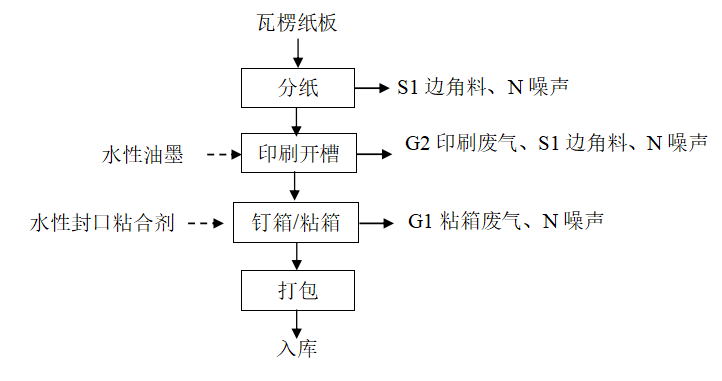 瓦楞纸板
分纸
S1 边角料、N 噪声
水性油墨
印刷开槽
G2 印刷废气、S1 边角料、N 噪声
水性封口粘合剂
钉箱/粘箱
G1 粘箱废气、N 噪声
打包
入库